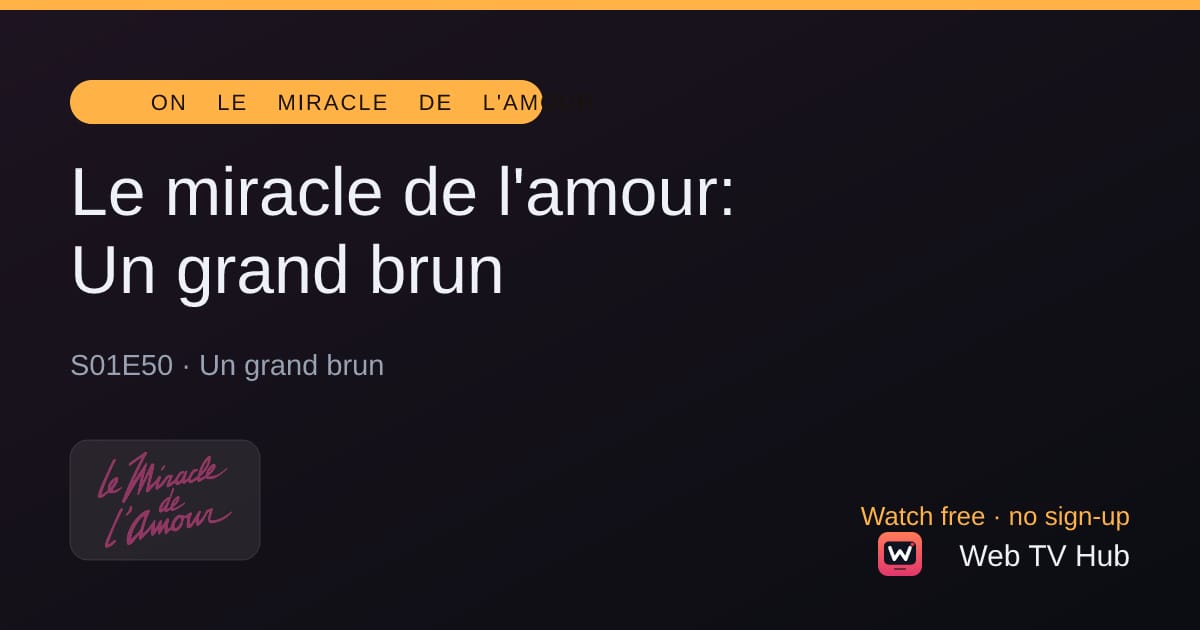 ON LE MIRACLE DE L'AMOUR
Le miracle de l'amour:
Un grand brun
S01E50 · Un grand brun
Le Miracle
de
l'Amour
Watch free · no sign-up
W
Web TV Hub